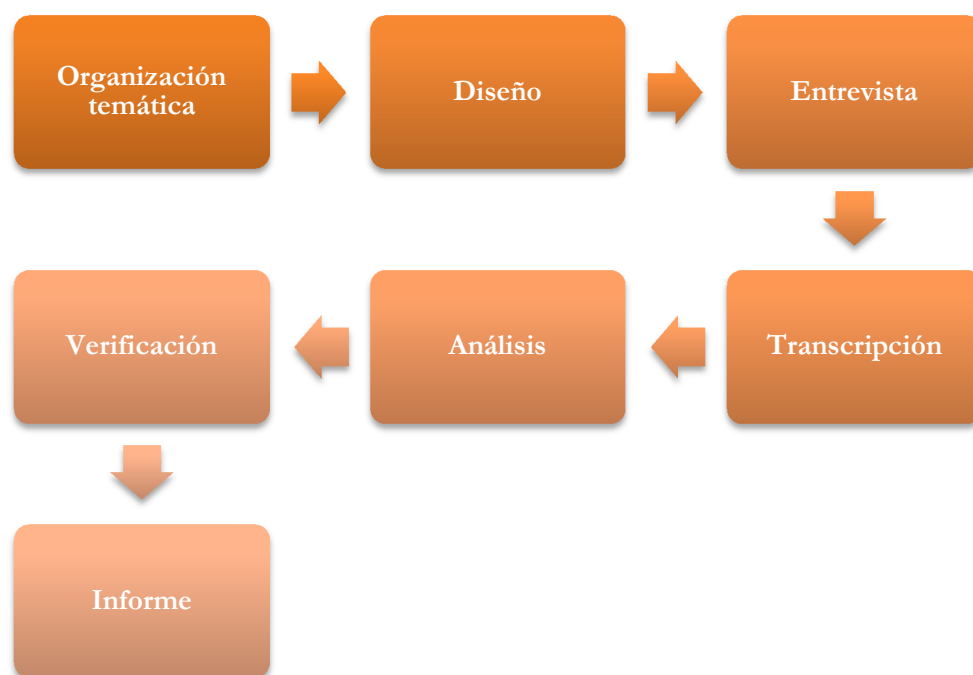 Organización
temática
Diseño
Entrevista
Transcripción
Análisis
Verificación
Informe